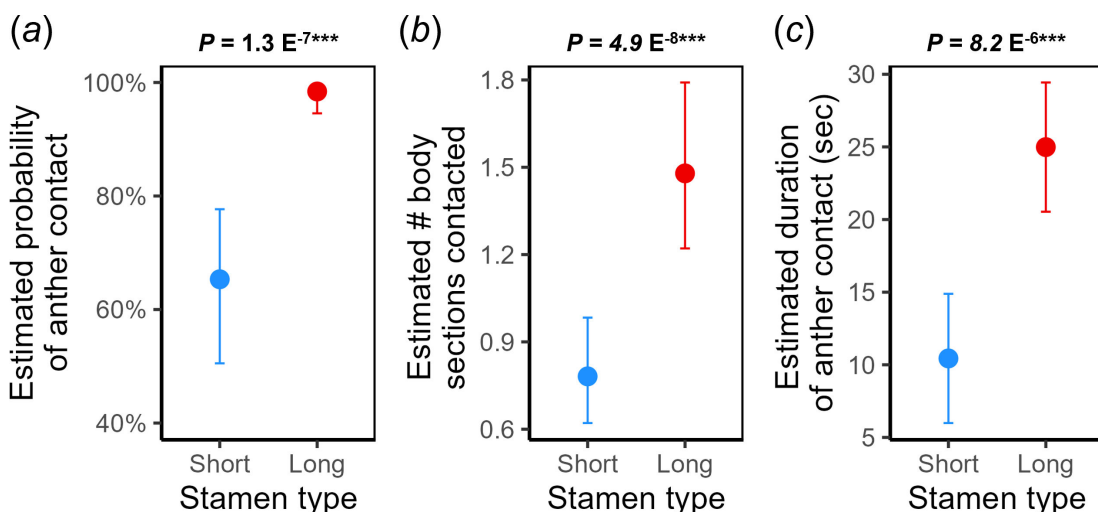 (a)
P = 1.3 E-7***
Estimated probability
of anther contact
100%
80%
60%
40%
Short Long
Stamen type
(b)
P = 4.9 E-8***
Estimated # body
sections contacted
1.8
1.5
1.2
0.9
0.6
Short Long
Stamen type
(c)
P = 8.2 E-6***
Estimated duration
of anther contact (sec)
30
25
20
15
10
5
Short Long
Stamen type